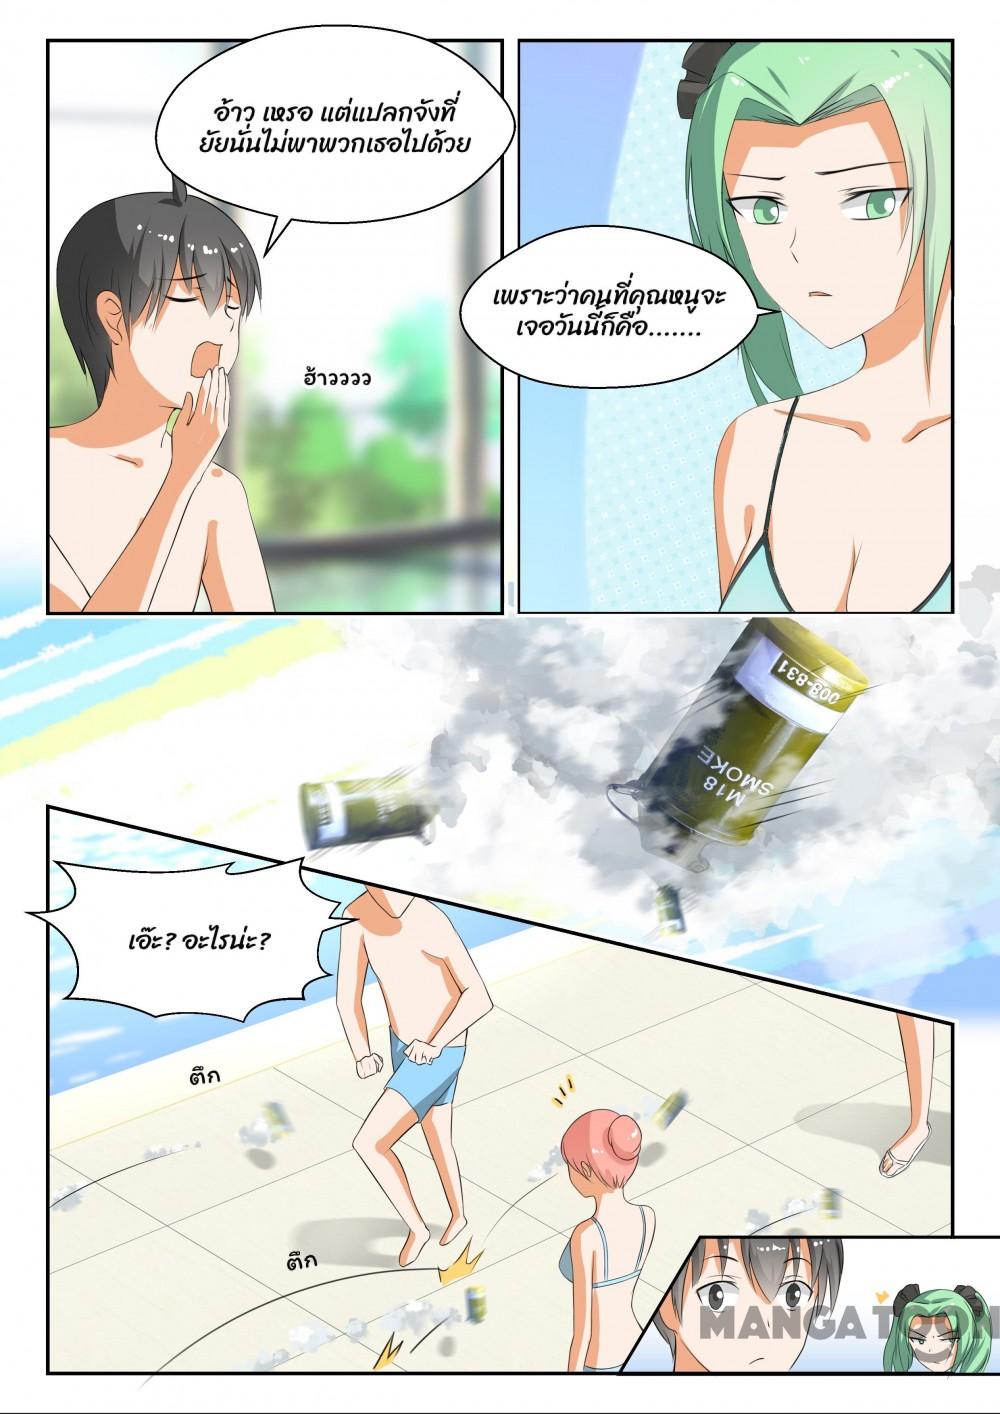 อ้าว เหรอ แต่แปลกจังที่
ยัยนั่นไม่พาพวกเธอไปด้วย
ฮ้าวววว
เพราะว่าคนที่คุณหนูจะ
เจอวันนี้ก็คือ.......
008-831
M18
SMOKE
เอ๊ะ? อะไรน่ะ?
ตึก
ตึก
MANGATOON